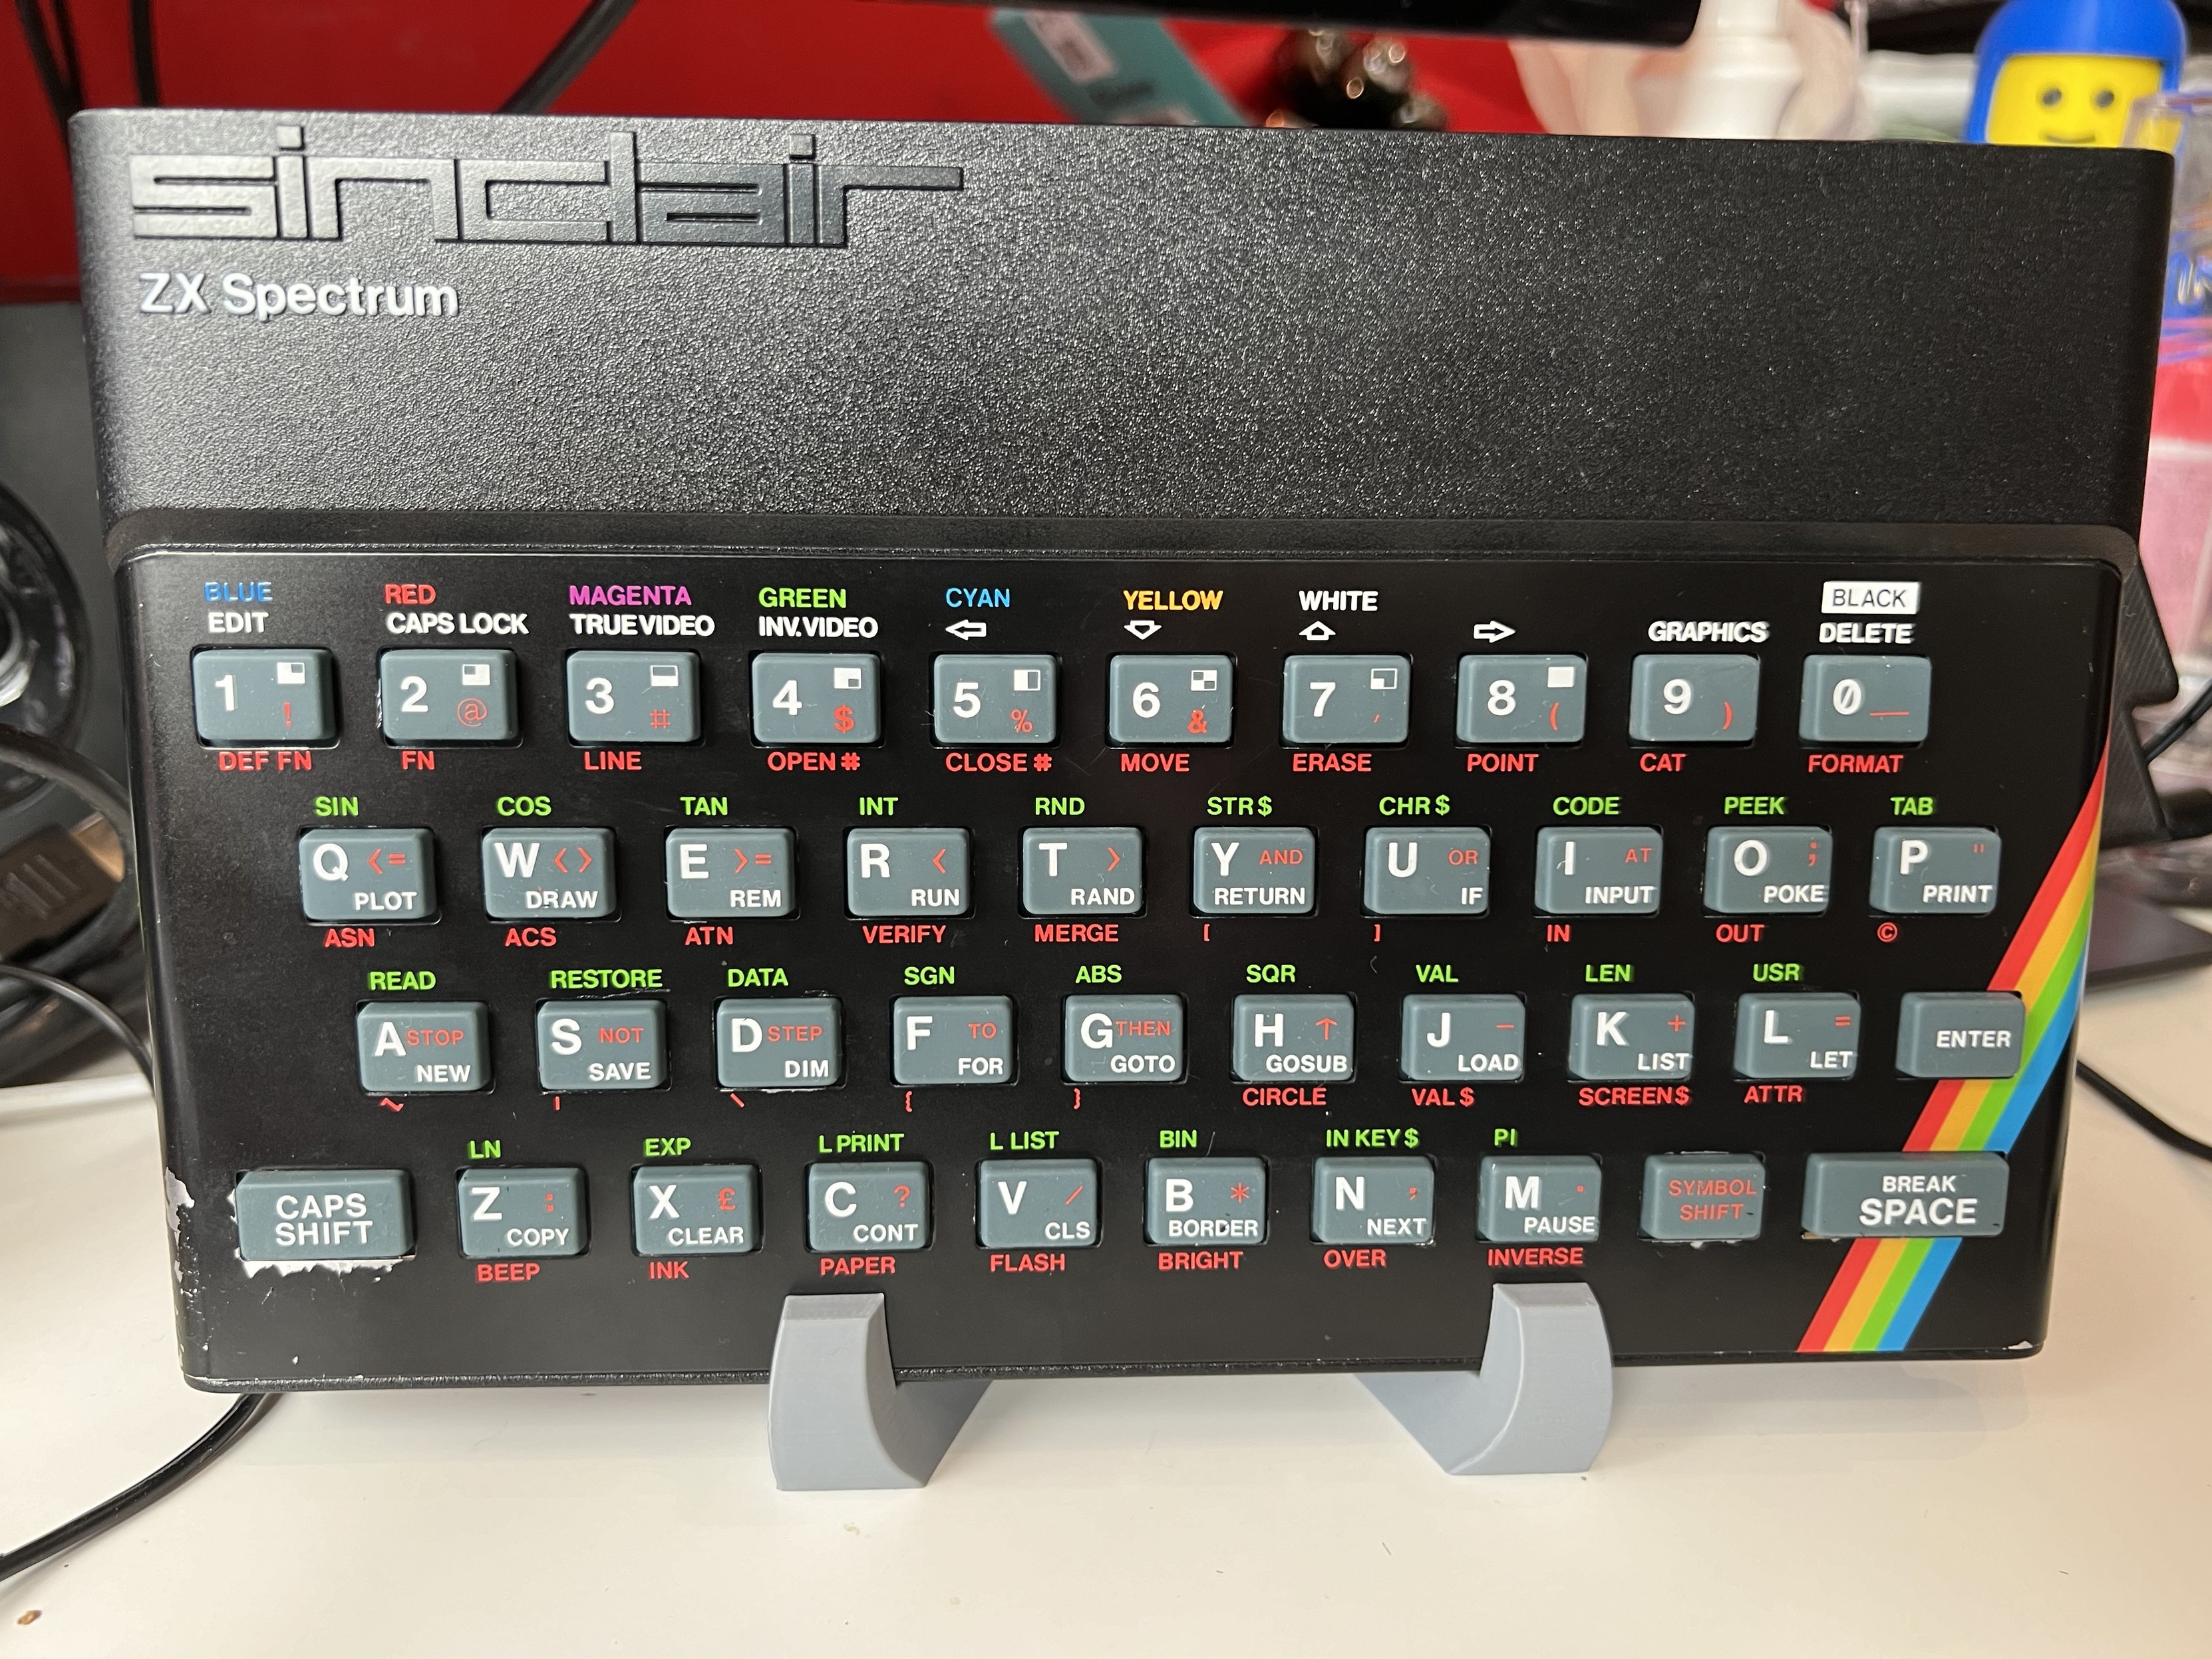 sinclair
ZX Spectrum
BLUE RED MAGENTA GREEN CYAN YELLOW WHITE BLACK
EDIT CAPS LOCK TRUE VIDEO INV.VIDEO ⇦ ⇩ ⇧ ⇨ GRAPHICS DELETE
1 ! 2 @ 3 # 4 $ 5 % 6 & 7 ' 8 ( 9 ) 0 _
DEF FN FN LINE OPEN # CLOSE # MOVE ERASE POINT CAT FORMAT
SIN COS TAN INT RND STR $ CHR $ CODE PEEK TAB
Q <= W <> E >= R < T > Y AND U OR I AT O ; P "
PLOT DRAW REM RUN RAND RETURN IF INPUT POKE PRINT
ASN ACS ATN VERIFY MERGE [ ] IN OUT ©
READ RESTORE DATA SGN ABS SQR VAL LEN USR
A STOP S NOT D STEP F TO G THEN H ↑ J − K + L = ENTER
NEW SAVE DIM FOR GOTO GOSUB LOAD LIST LET
~ | \ { } CIRCLE VAL $ SCREEN $ ATTR
LN EXP L PRINT L LIST BIN IN KEY $ PI
CAPS Z : X £ C ? V / B * N , M . SYMBOL BREAK
SHIFT COPY CLEAR CONT CLS BORDER NEXT PAUSE SHIFT SPACE
BEEP INK PAPER FLASH BRIGHT OVER INVERSE